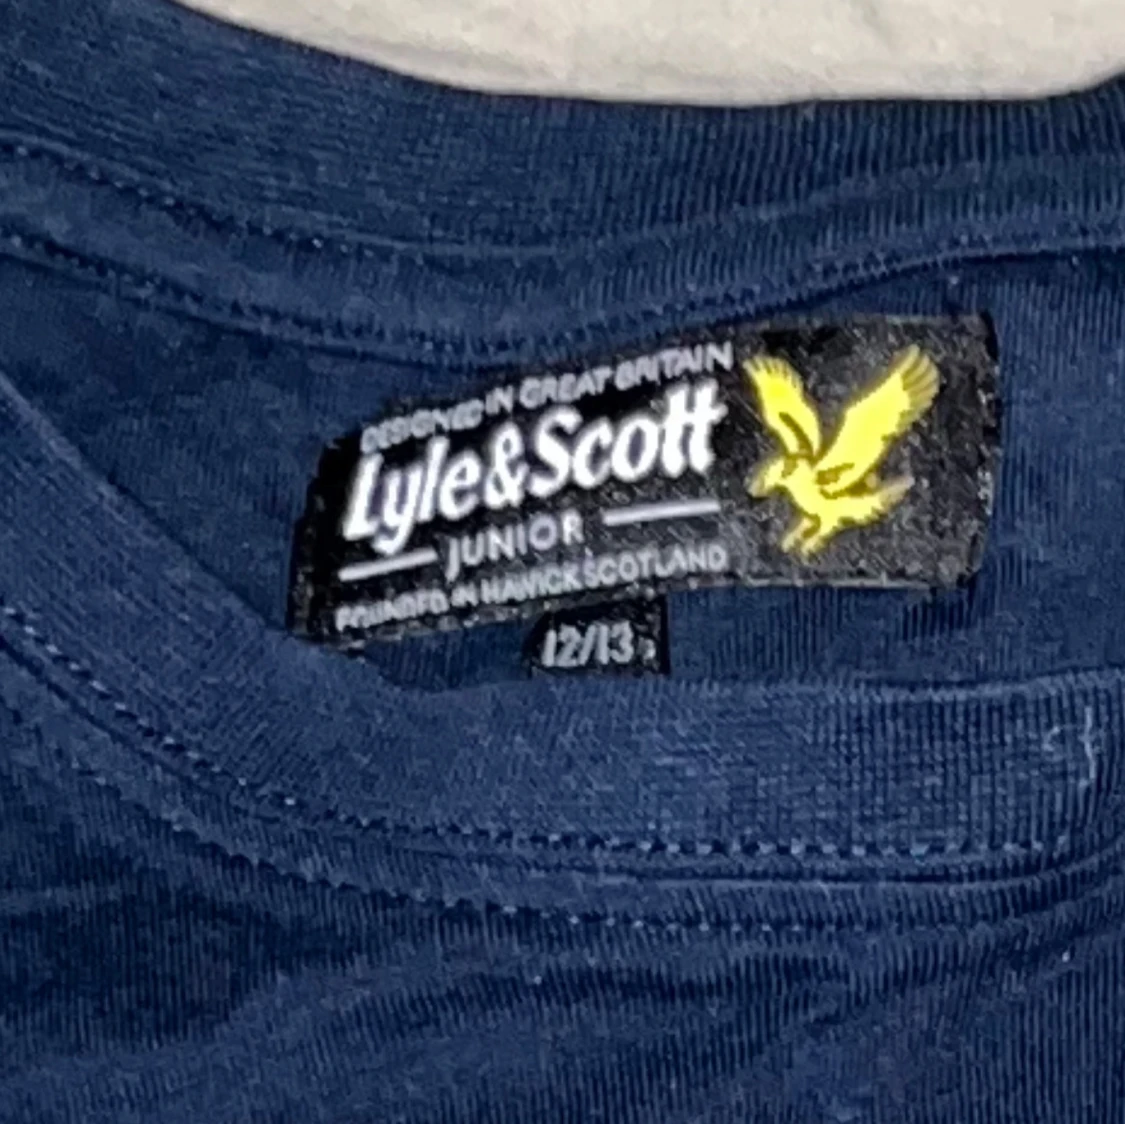 DESIGNED IN GREAT BRITAIN
Lyle&Scott
JUNIOR
FOUNDED IN HAWICK SCOTLAND
12/13